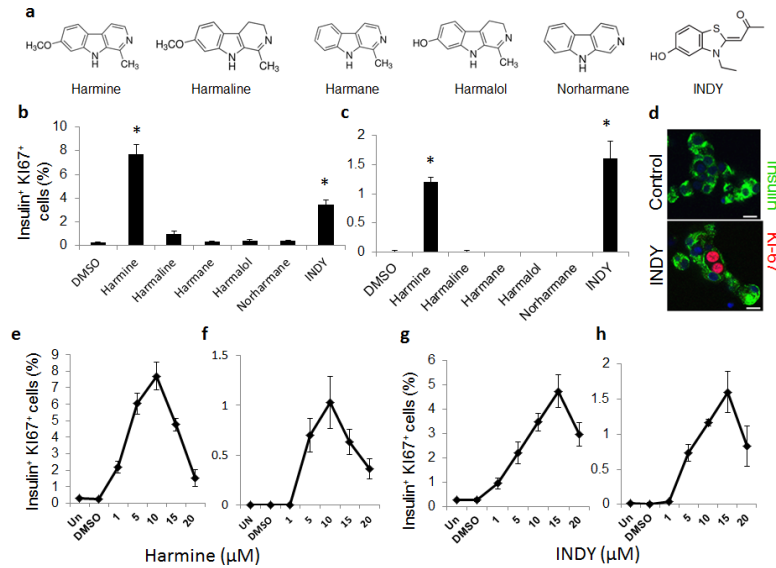 a
H₃CO N N H CH₃
H₃CO N N H CH₃
N N H CH₃
HO N N H CH₃
N N H
HO S N O
Harmine Harmaline Harmane Harmalol Norharmane INDY
b
Insulin⁺ KI67⁺
cells (%)
10
8
6
4
2
0
* *
DMSO Harmine Harmaline Harmane Harmalol Norharmane INDY
c
2
1.5
1
0.5
0
* *
DMSO Harmine Harmaline Harmane Harmalol Norharmane INDY
d
Control
INDY
Insulin
KI-67
e
Insulin⁺ KI67⁺ cells (%)
9
8
7
6
5
4
3
2
1
0
Un DMSO 1 5 10 15 20
f
1.5
1
0.5
0
UN DMSO 1 5 10 15 20
Harmine (µM)
g
Insulin⁺ KI67⁺ cells (%)
6
5
4
3
2
1
0
Un DMSO 1 5 10 15 20
h
2
1.5
1
0.5
0
Un DMSO 1 5 10 15 20
INDY (µM)